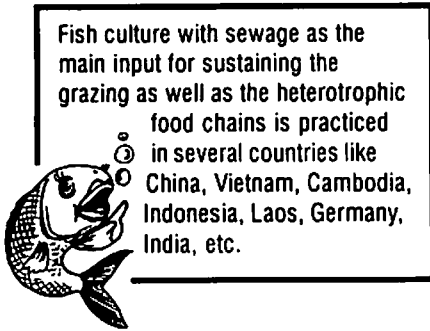 Fish culture with sewage as the
main input for sustaining the
grazing as well as the heterotrophic
food chains is practiced
in several countries like
China, Vietnam, Cambodia,
Indonesia, Laos, Germany,
India, etc.